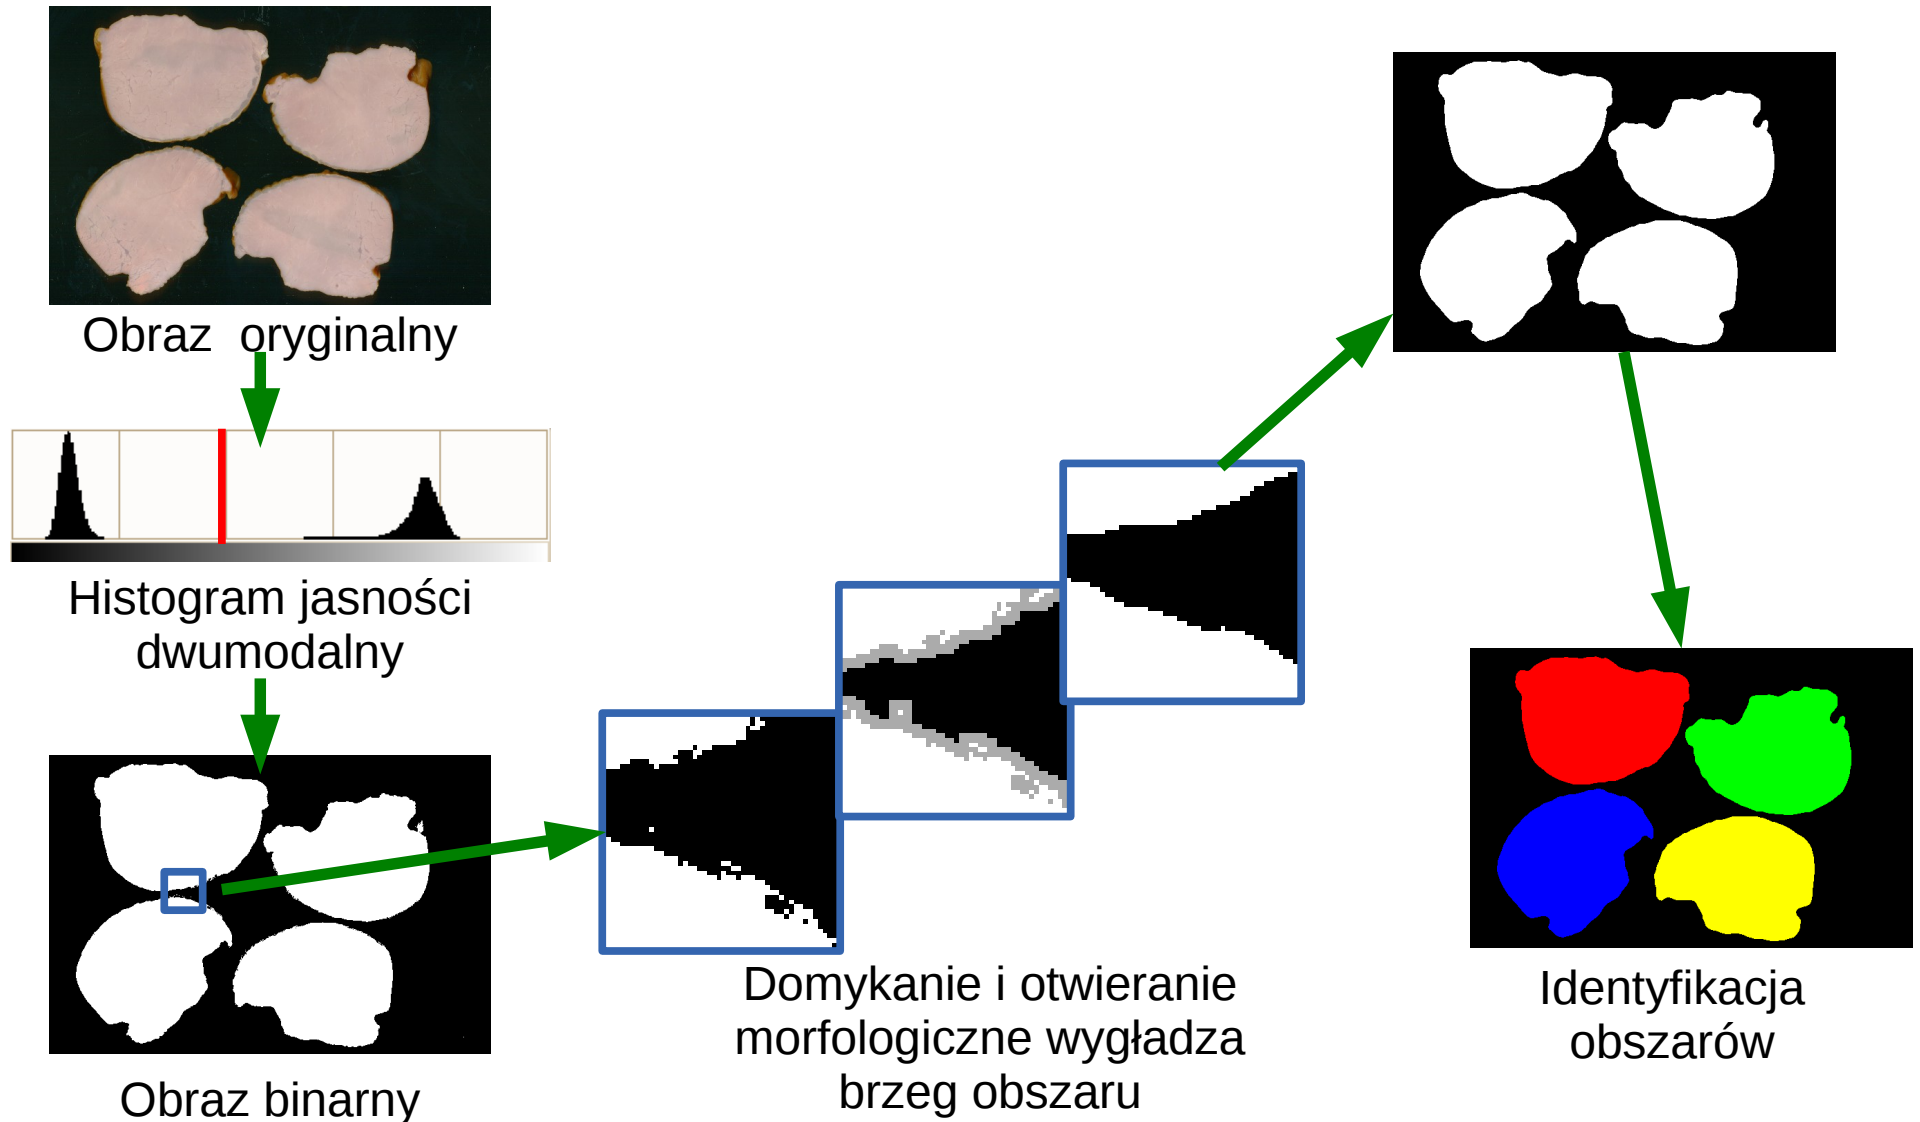 Obraz oryginalny
Histogram jasności
dwumodalny
Obraz binarny
Domykanie i otwieranie
morfologiczne wygładza
brzeg obszaru
Identyfikacja
obszarów